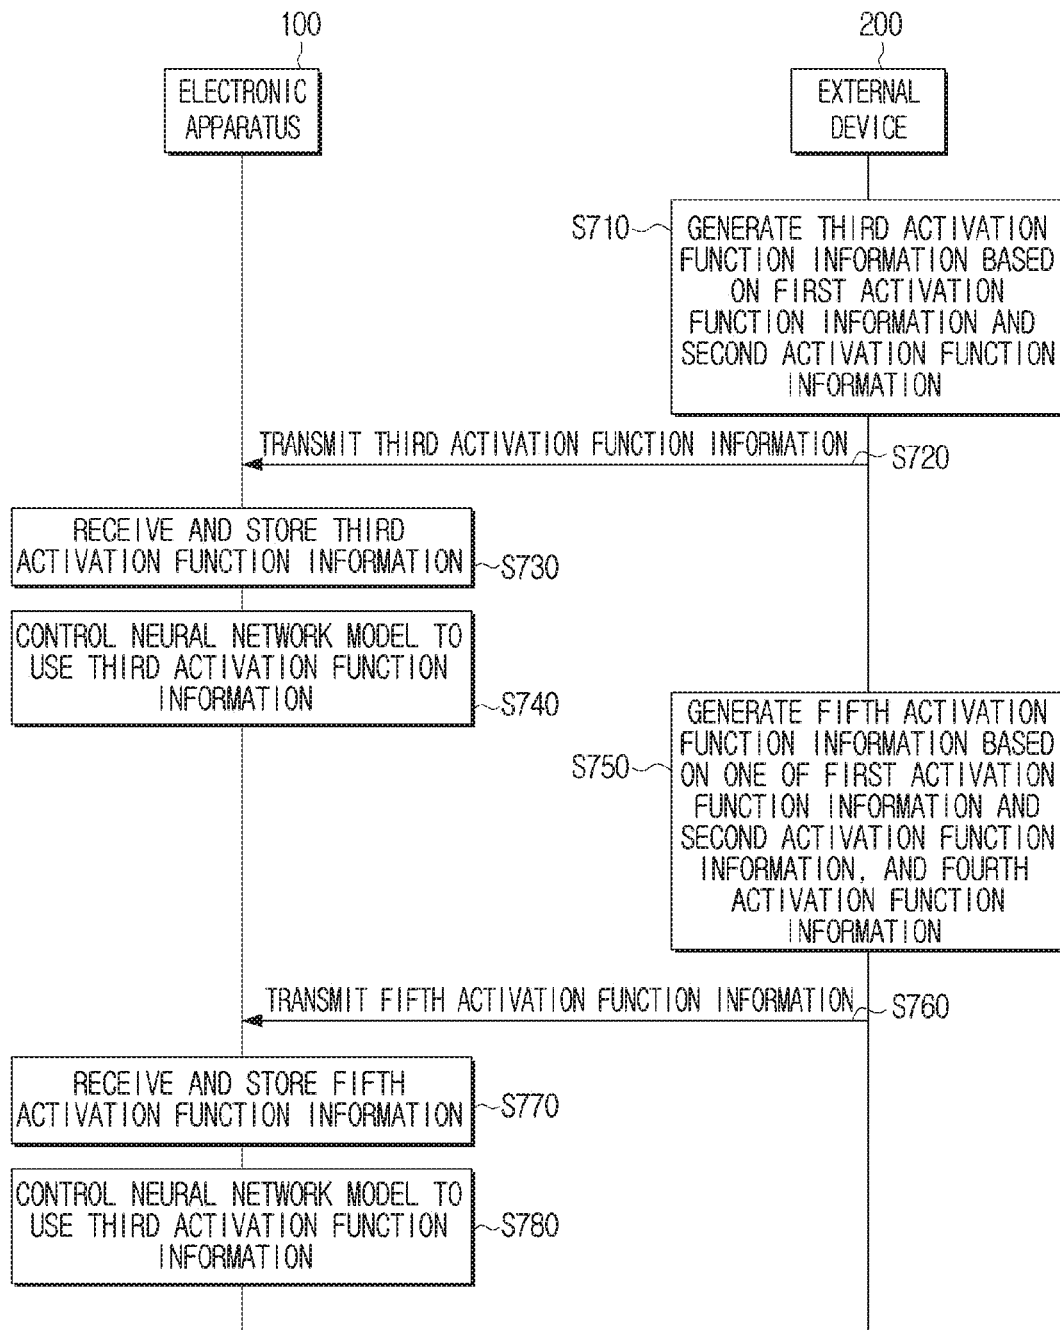 100
200
ELECTRONIC
APPARATUS
EXTERNAL
DEVICE
S710
GENERATE THIRD ACTIVATION
FUNCTION INFORMATION BASED
ON FIRST ACTIVATION
FUNCTION INFORMATION AND
SECOND ACTIVATION FUNCTION
INFORMATION
TRANSMIT THIRD ACTIVATION FUNCTION INFORMATION
S720
RECEIVE AND STORE THIRD
ACTIVATION FUNCTION INFORMATION
S730
CONTROL NEURAL NETWORK MODEL TO
USE THIRD ACTIVATION FUNCTION
INFORMATION
S740
S750
GENERATE FIFTH ACTIVATION
FUNCTION INFORMATION BASED
ON ONE OF FIRST ACTIVATION
FUNCTION INFORMATION AND
SECOND ACTIVATION FUNCTION
INFORMATION, AND FOURTH
ACTIVATION FUNCTION
INFORMATION
TRANSMIT FIFTH ACTIVATION FUNCTION INFORMATION
S760
RECEIVE AND STORE FIFTH
ACTIVATION FUNCTION INFORMATION
S770
CONTROL NEURAL NETWORK MODEL TO
USE THIRD ACTIVATION FUNCTION
INFORMATION
S780